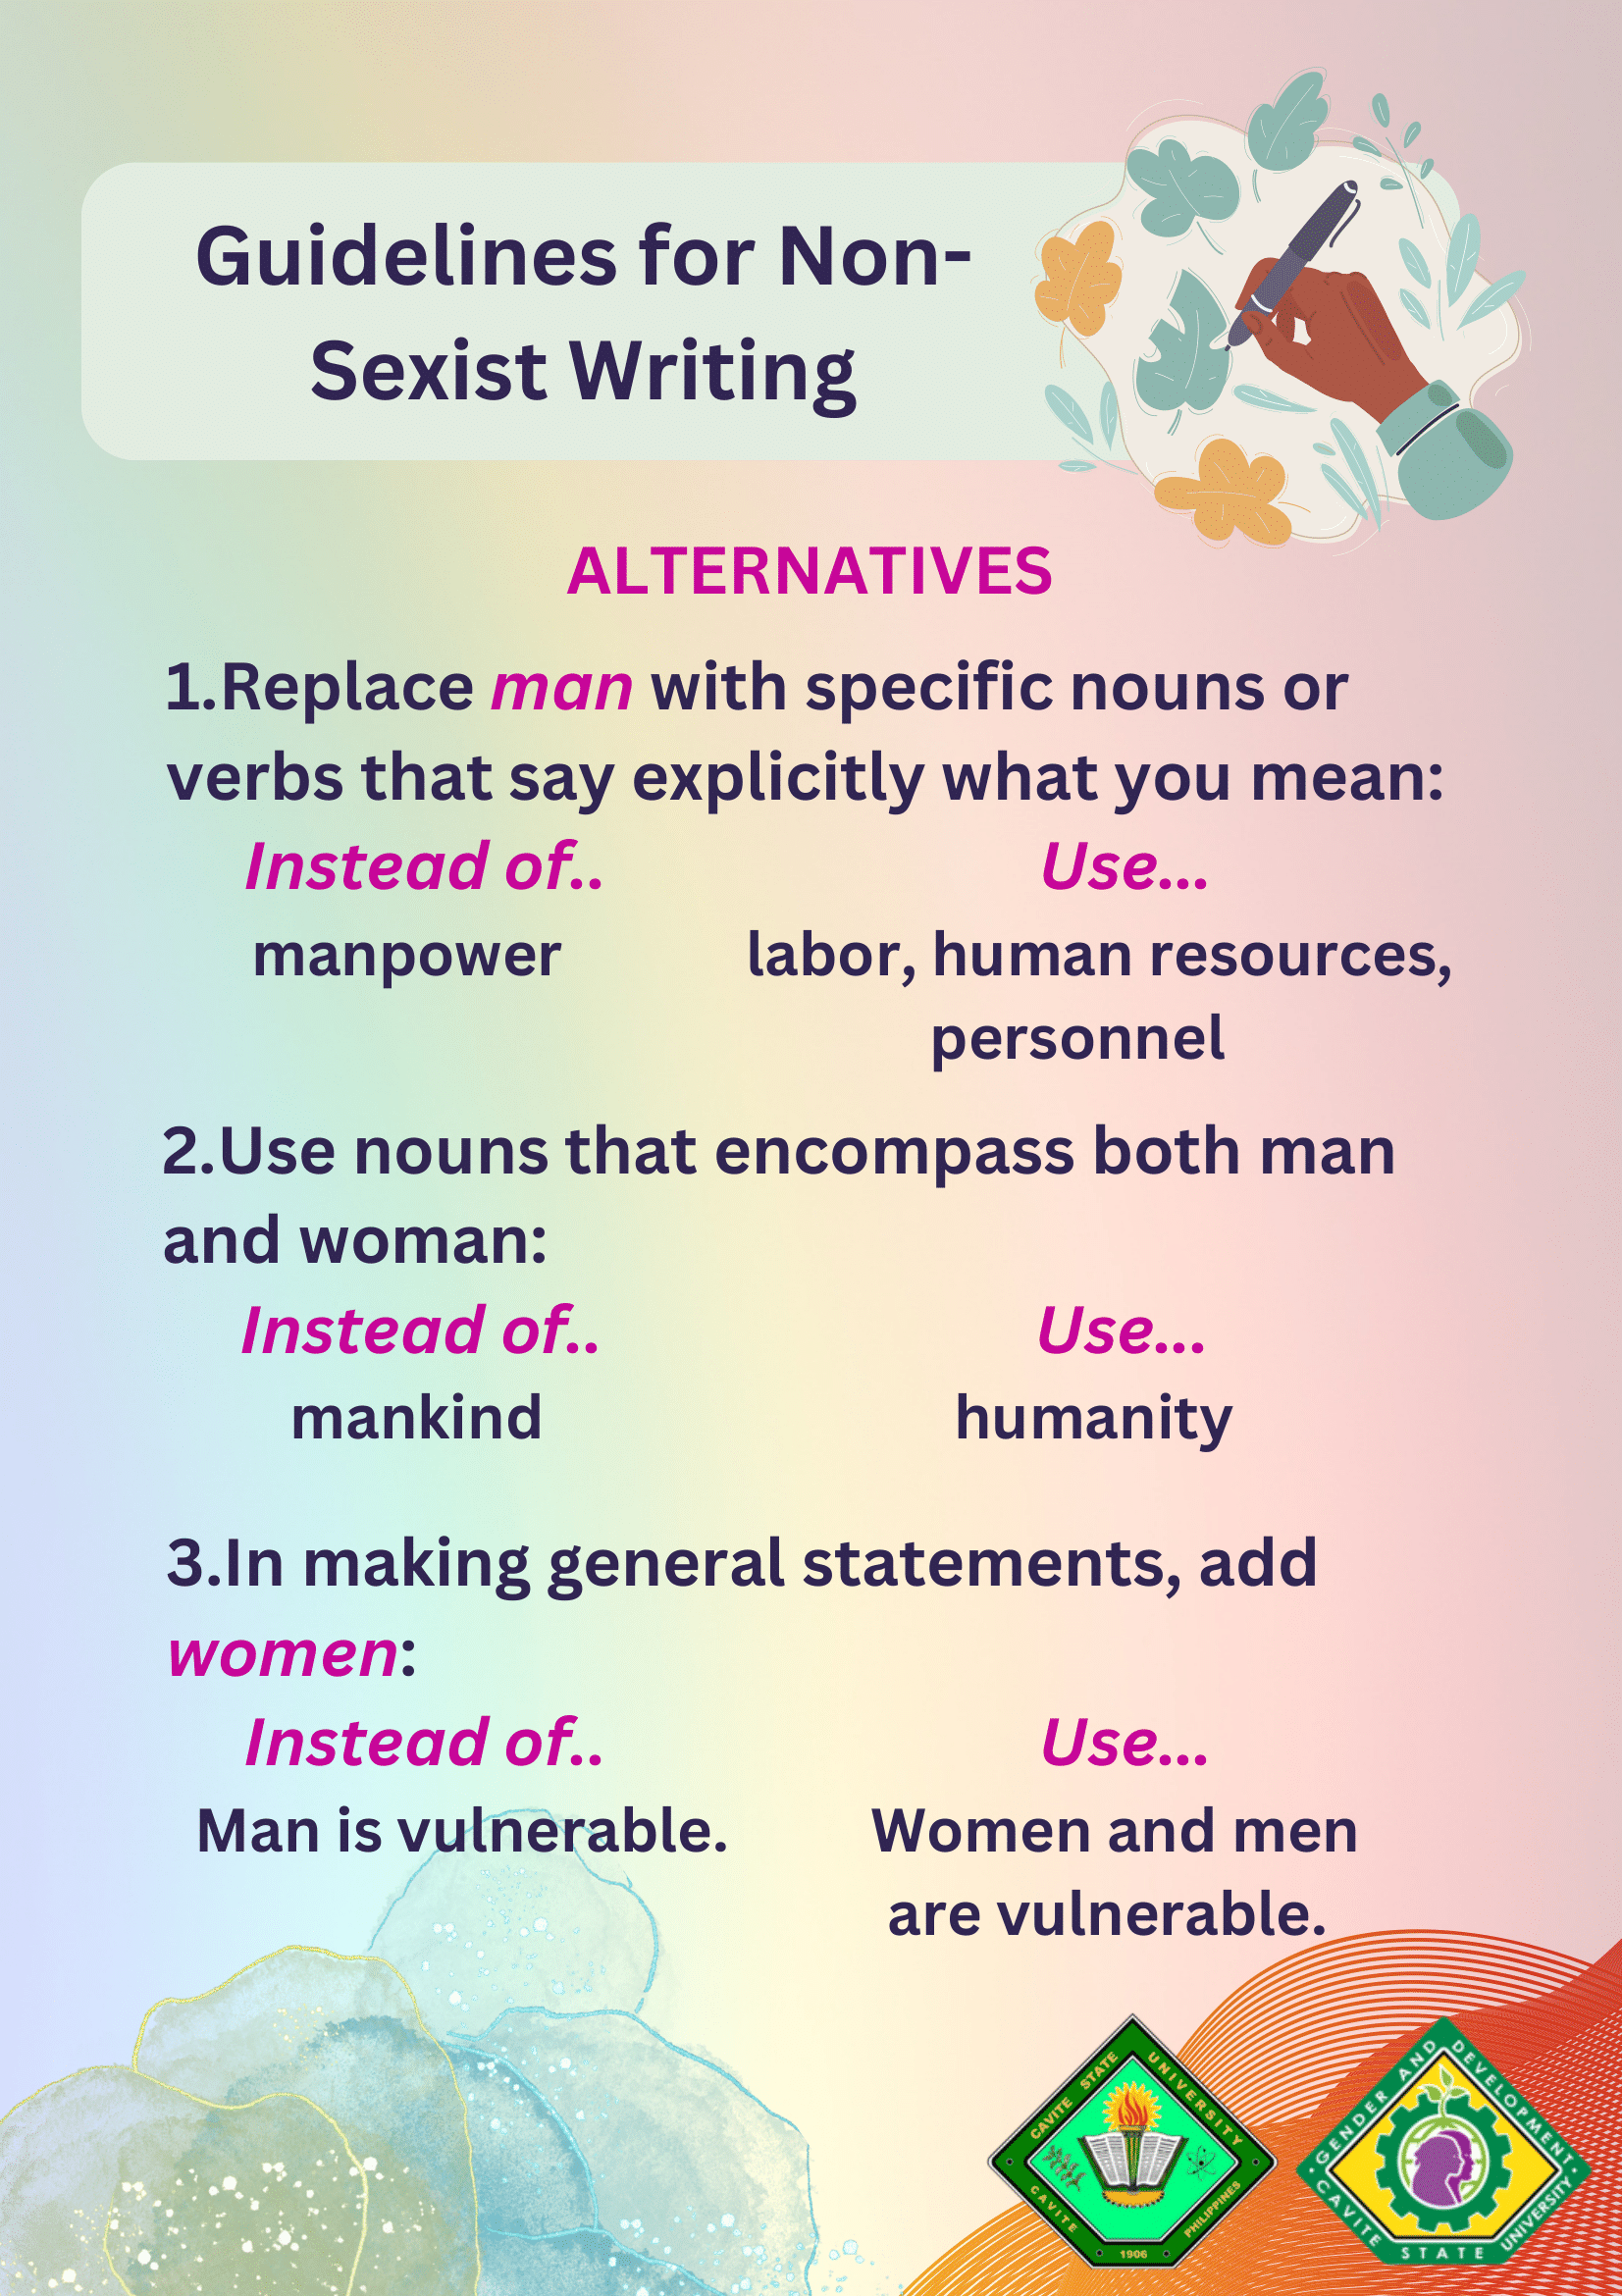 Guidelines for Non-
Sexist Writing
ALTERNATIVES
1.Replace man with specific nouns or
verbs that say explicitly what you mean:
Instead of.. Use...
manpower labor, human resources,
personnel
2.Use nouns that encompass both man
and woman:
Instead of.. Use...
mankind humanity
3.In making general statements, add
women:
Instead of.. Use...
Man is vulnerable. Women and men
are vulnerable.
CAVITE STATE UNIVERSITY
CAVITE PHILIPPINES
1906
GENDER AND DEVELOPMENT
CAVITE STATE UNIVERSITY